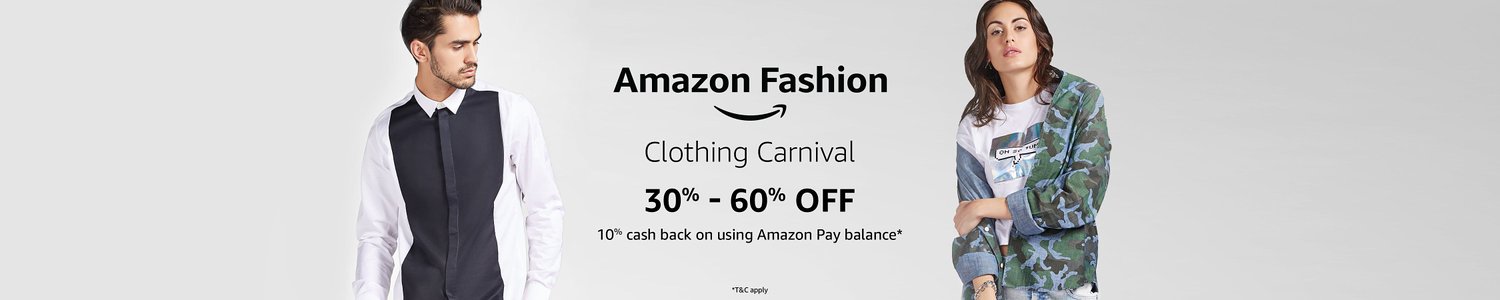 Amazon Fashion
Clothing Carnival
30% - 60% OFF
10% cash back on using Amazon Pay balance*
*T&C apply